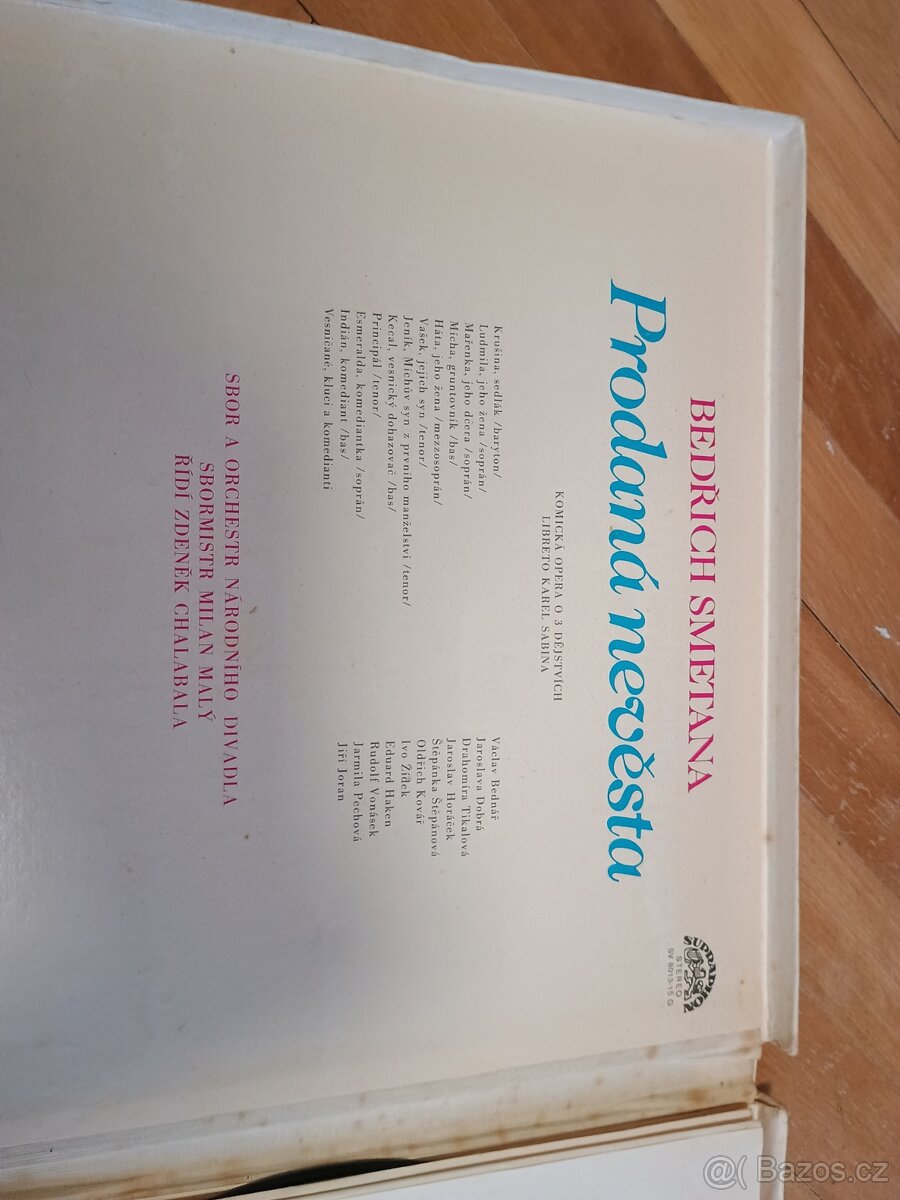 BEDŘICH SMETANA
Prodaná nevěsta
SUPRAPHON
STEREO
SV 8013-15 G
KOMICKÁ OPERA O 3 DĚJSTVÍCH
LIBRETO KAREL SABINA
Krušina, sedlák /baryton/ Václav Bednář
Ludmila, jeho žena /soprán/ Jaroslava Dobrá
Mařenka, jeho dcera /soprán/ Drahomíra Tikalová
Mícha, gruntovník /bas/ Jaroslav Horáček
Háta, jeho žena /mezzosoprán/ Štěpánka Štěpánová
Vašek, jejich syn /tenor/ Oldřich Kovář
Jeník, Míchův syn z prvního manželství /tenor/ Ivo Žídek
Kecal, vesnický dohazovač /bas/ Eduard Haken
Principál /tenor/ Rudolf Vonásek
Esmeralda, komediantka /soprán/ Jarmila Pechová
Indián, komediant /bas/ Jiří Joran
Vesničané, kluci a komedianti
SBOR A ORCHESTR NÁRODNÍHO DIVADLA
SBORMISTR MILAN MALÝ
ŘÍDÍ ZDENĚK CHALABALA
@( Bazos.cz